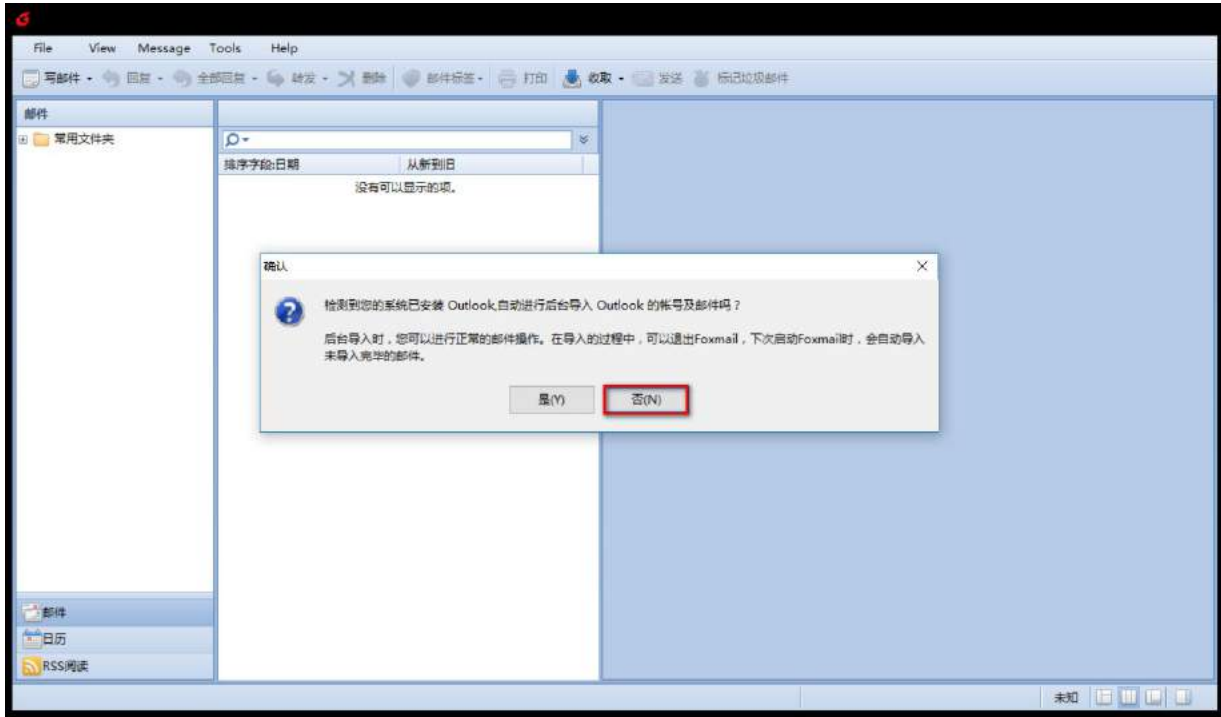 File View Message Tools Help
写邮件 回复 全部回复 转发 删除 邮件标签 打印 收取 发送 标记垃圾邮件
邮件
常用文件夹
排序字段:日期 从新到旧
没有可以显示的项。
确认
检测到您的系统已安装 Outlook,自动进行后台导入 Outlook 的帐号及邮件吗？
后台导入时，您可以进行正常的邮件操作。在导入的过程中，可以退出Foxmail，下次启动Foxmail时，会自动导入
未导入完毕的邮件。
是(Y) 否(N)
邮件
日历
RSS阅读
未知